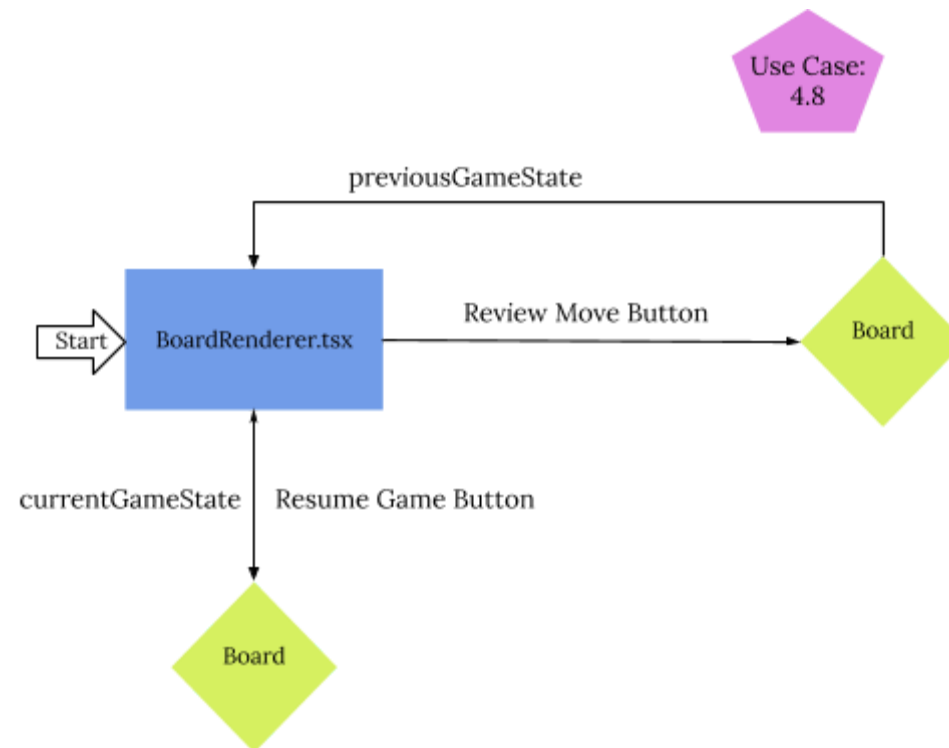 Use Case:
4.8
previousGameState
Review Move Button
Start
BoardRenderer.tsx
Board
currentGameState
Resume Game Button
Board